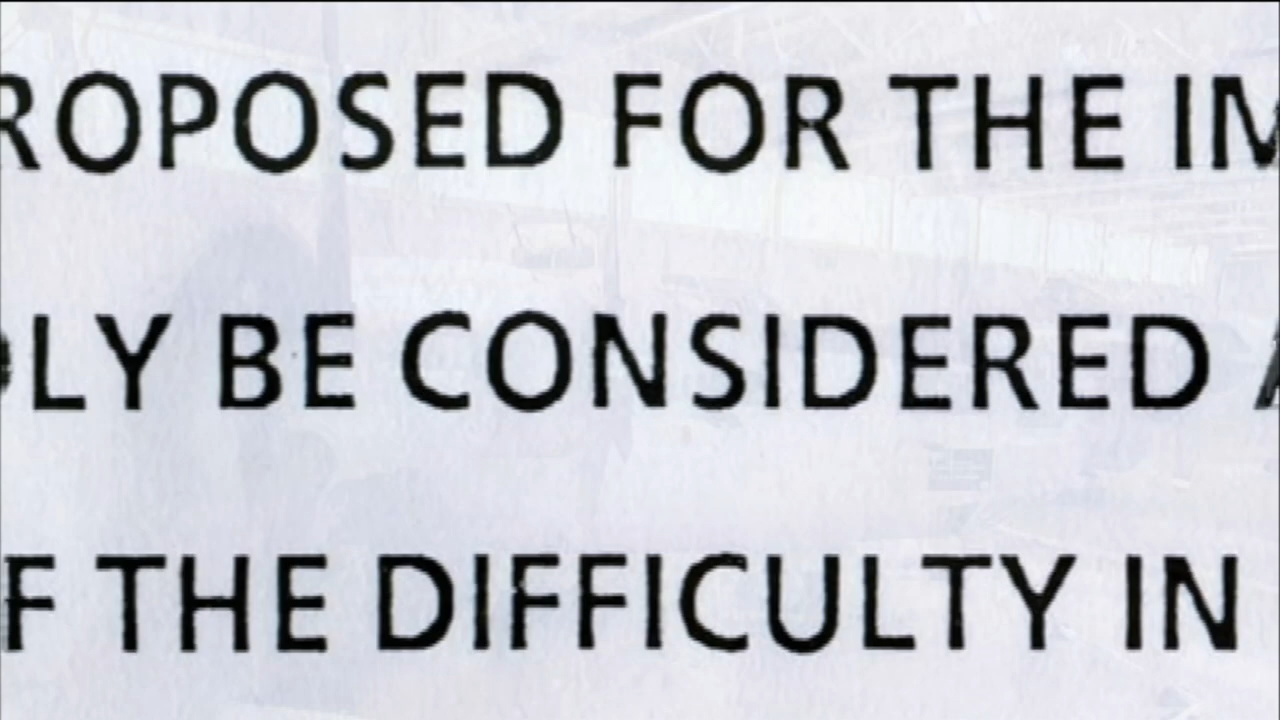 ROPOSED FOR THE IM
LY BE CONSIDERED
F THE DIFFICULTY IN